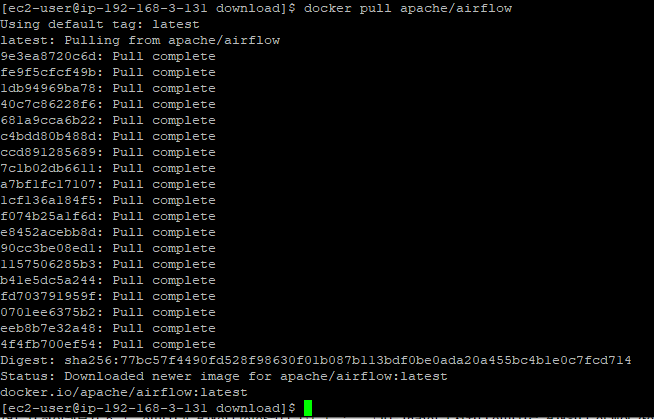 [ec2-user@ip-192-168-3-131 download]$ docker pull apache/airflow
Using default tag: latest
latest: Pulling from apache/airflow
9e3ea8720c6d: Pull complete
fe9f5cfcf49b: Pull complete
1db94969ba78: Pull complete
40c7c86228f6: Pull complete
681a9cca6b22: Pull complete
c4bdd80b488d: Pull complete
ccd891285689: Pull complete
7c1b02db6611: Pull complete
a7bf1fc17107: Pull complete
1cf136a184f5: Pull complete
f074b25a1f6d: Pull complete
e8452acebb8d: Pull complete
90cc3be08ed1: Pull complete
1157506285b3: Pull complete
b41e5dc5a244: Pull complete
fd703791959f: Pull complete
0701ee6375b2: Pull complete
eeb8b7e32a48: Pull complete
4f4fb700ef54: Pull complete
Digest: sha256:77bc57f4490fd528f98630f01b087b113bdf0be0ada20a455bc4b1e0c7fcd714
Status: Downloaded newer image for apache/airflow:latest
docker.io/apache/airflow:latest
[ec2-user@ip-192-168-3-131 download]$